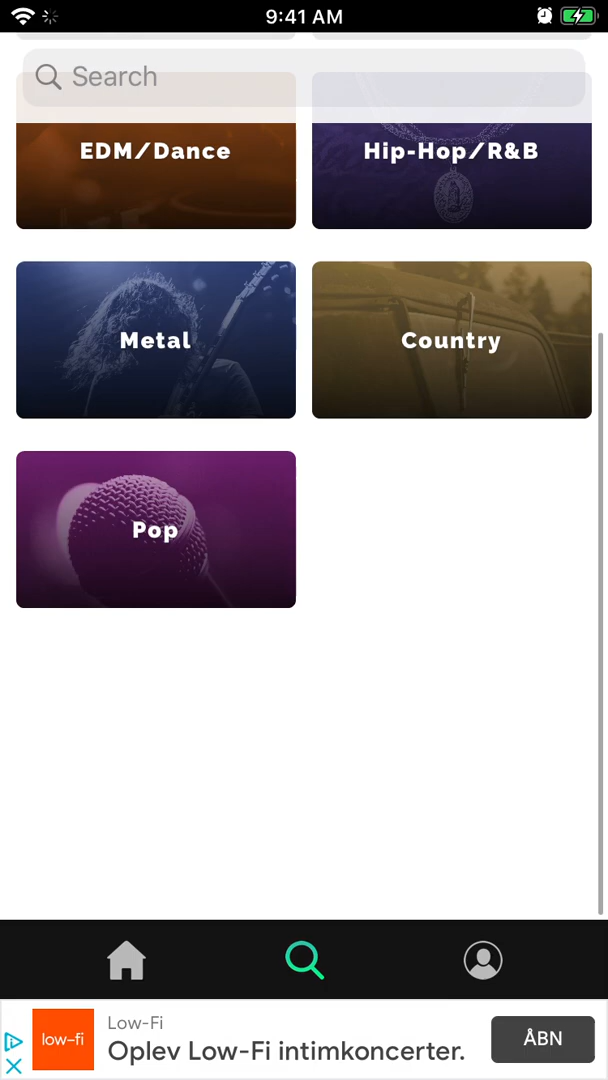 9:41 AM
Search
EDM/Dance
Hip-Hop/R&B
Metal
Country
Pop
low-fi
Low-Fi
Oplev Low-Fi intimkoncerter.
ÅBN